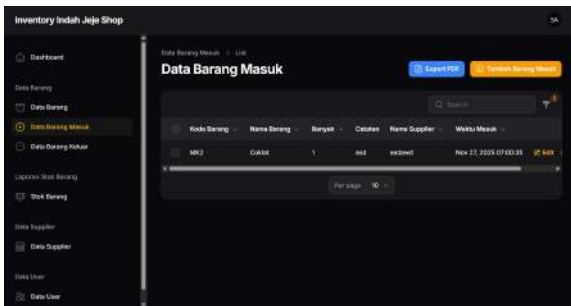 Inventory Indah Jeje Shop
SA
Dashboard
Data Barang
Data Barang
Data Barang Masuk
Data Barang Keluar
Laporan Stok Barang
Stok Barang
Data Supplier
Data Supplier
Data User
Data User
Data Barang Masuk > List
Data Barang Masuk
Export PDF
Tambah Barang Masuk
Search
Kode Barang Nama Barang Banyak Catatan Nama Supplier Waktu Masuk
MK2 Coklat 1 asd asdawd Nov 27, 2025 07:00:35 Edit
Per page 10